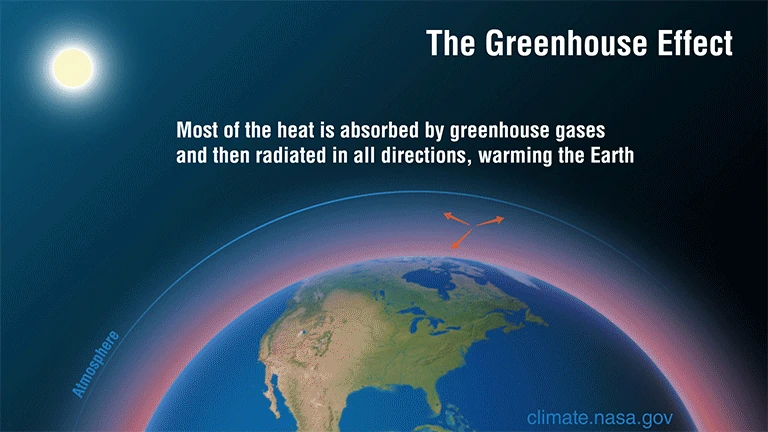 The Greenhouse Effect
Most of the heat is absorbed by greenhouse gases
and then radiated in all directions, warming the Earth
Atmosphere
climate.nasa.gov